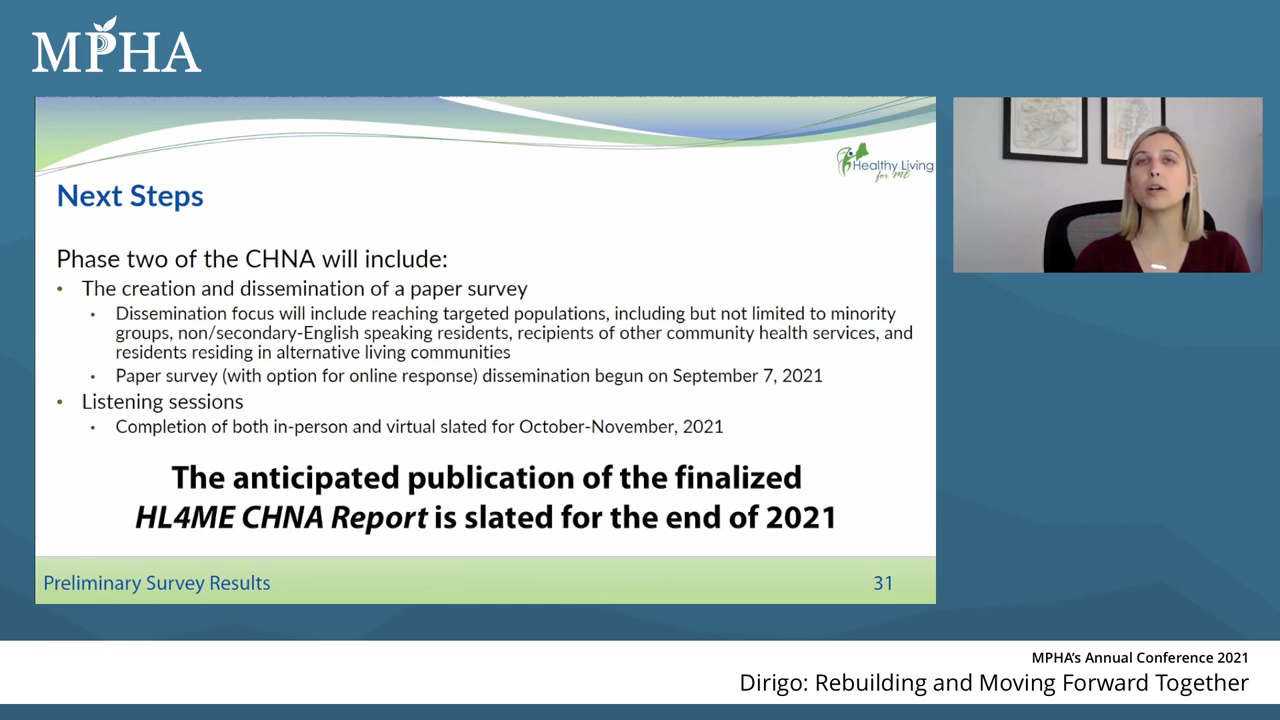 MPHA
Healthy Living
for ME
Next Steps
Phase two of the CHNA will include:
• The creation and dissemination of a paper survey
• Dissemination focus will include reaching targeted populations, including but not limited to minority
groups, non/secondary-English speaking residents, recipients of other community health services, and
residents residing in alternative living communities
• Paper survey (with option for online response) dissemination begun on September 7, 2021
• Listening sessions
• Completion of both in-person and virtual slated for October-November, 2021
The anticipated publication of the finalized
HL4ME CHNA Report is slated for the end of 2021
Preliminary Survey Results
31
MPHA's Annual Conference 2021
Dirigo: Rebuilding and Moving Forward Together